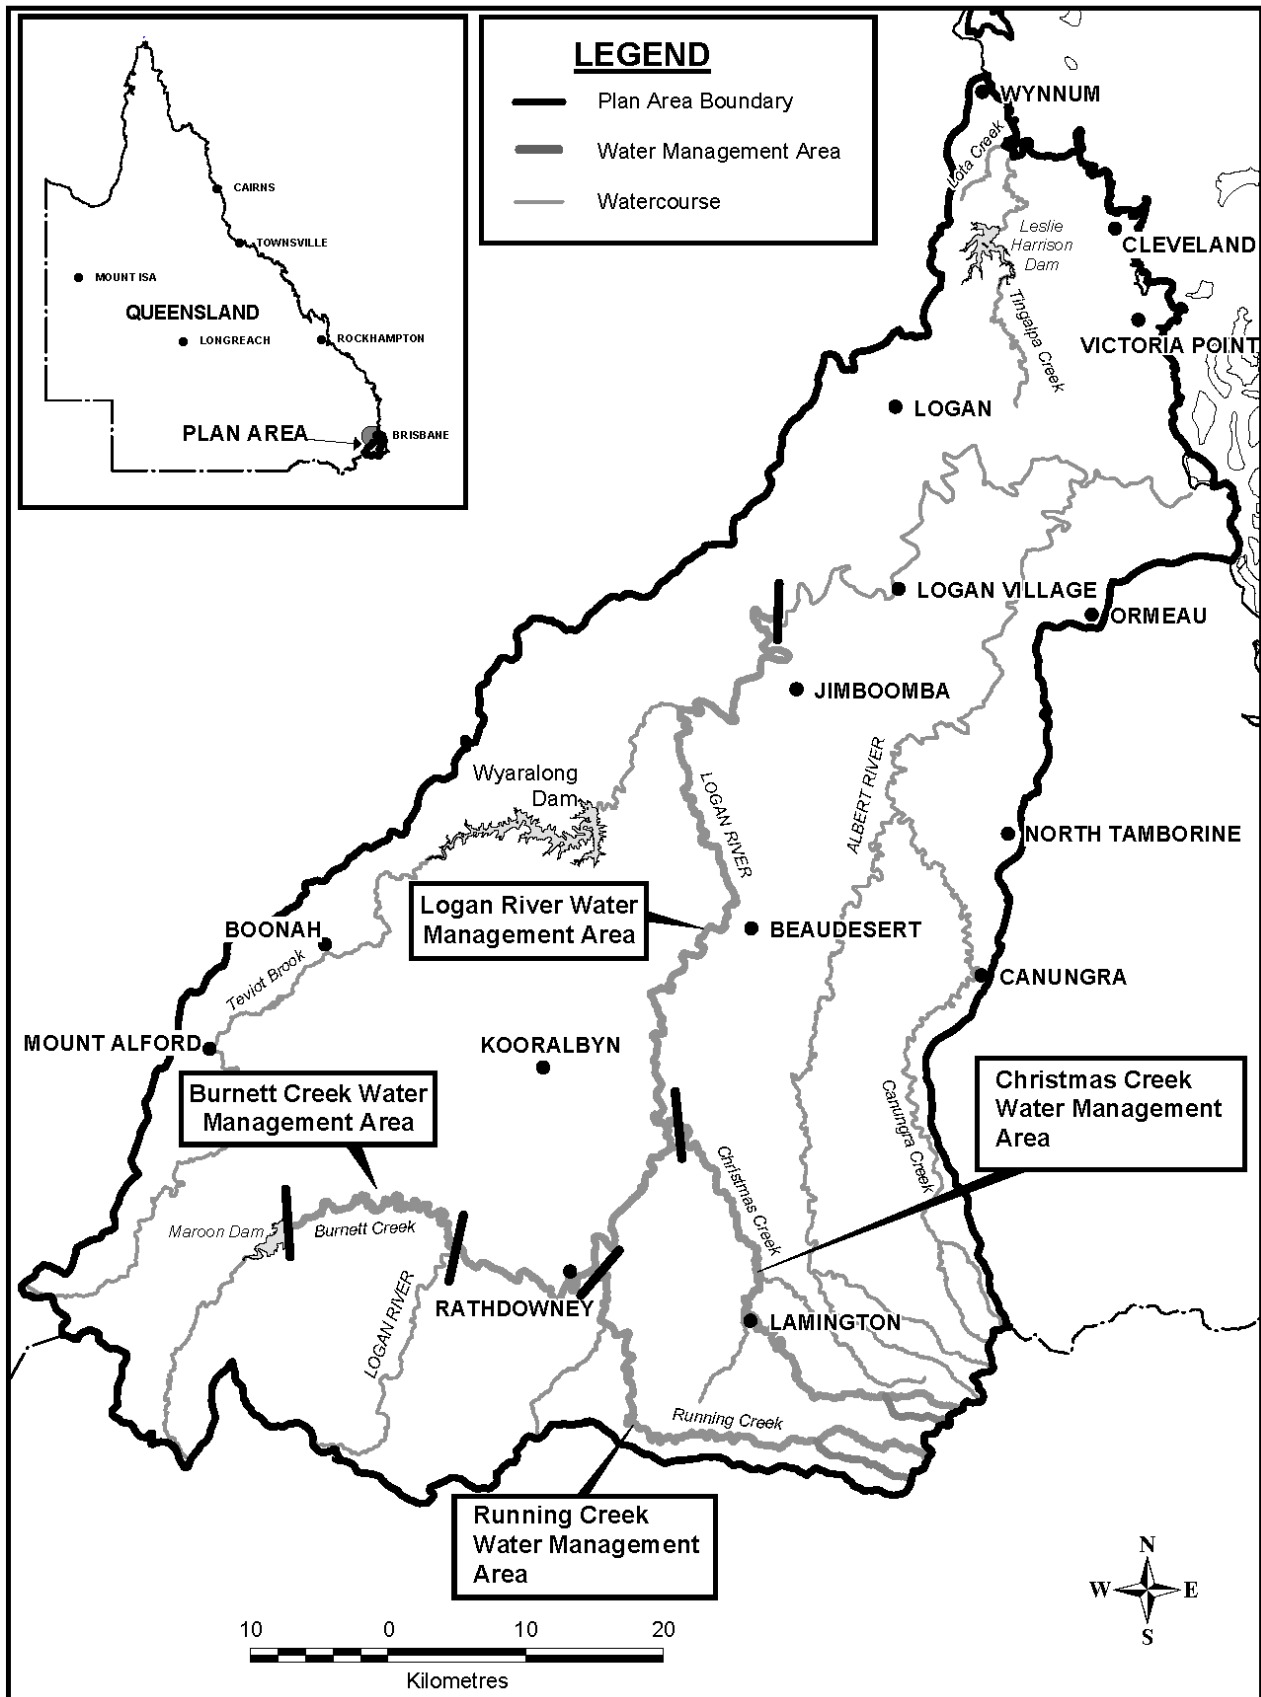 LEGEND
Plan Area Boundary
Water Management Area
Watercourse
CAIRNS
TOWNSVILLE
MOUNT ISA
QUEENSLAND
LONGREACH
ROCKHAMPTON
PLAN AREA
BRISBANE
WYNNUM
Lota Creek
Leslie
Harrison
Dam
CLEVELAND
Tingalpa Creek
VICTORIA POINT
LOGAN
LOGAN VILLAGE
ORMEAU
JIMBOOMBA
Wyaralong
Dam
LOGAN RIVER
ALBERT RIVER
NORTH TAMBORINE
Logan River Water
Management Area
BOONAH
BEAUDESERT
Teviot Brook
CANUNGRA
MOUNT ALFORD
KOORALBYN
Burnett Creek Water
Management Area
Christmas Creek
Water Management
Area
Canungra Creek
Christmas Creek
Maroon Dam
Burnett Creek
RATHDOWNEY
LOGAN RIVER
LAMINGTON
Running Creek
Running Creek
Water Management
Area
N
W E
S
10 0 10 20
Kilometres